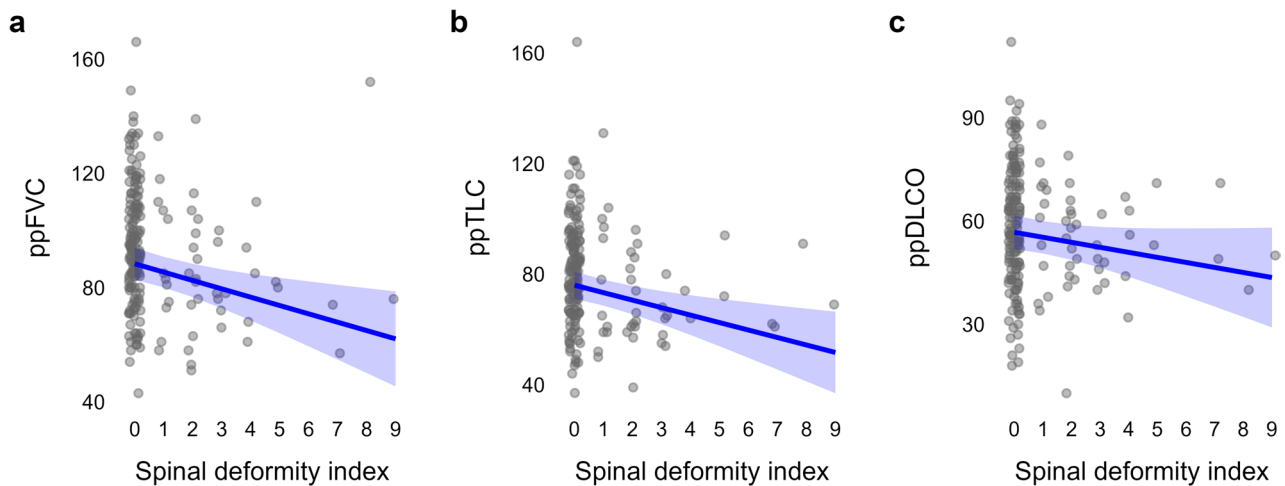 a
ppFVC
160
120
80
40
0 1 2 3 4 5 6 7 8 9
Spinal deformity index
b
ppTLC
160
120
80
40
0 1 2 3 4 5 6 7 8 9
Spinal deformity index
c
ppDLCO
90
60
30
0 1 2 3 4 5 6 7 8 9
Spinal deformity index